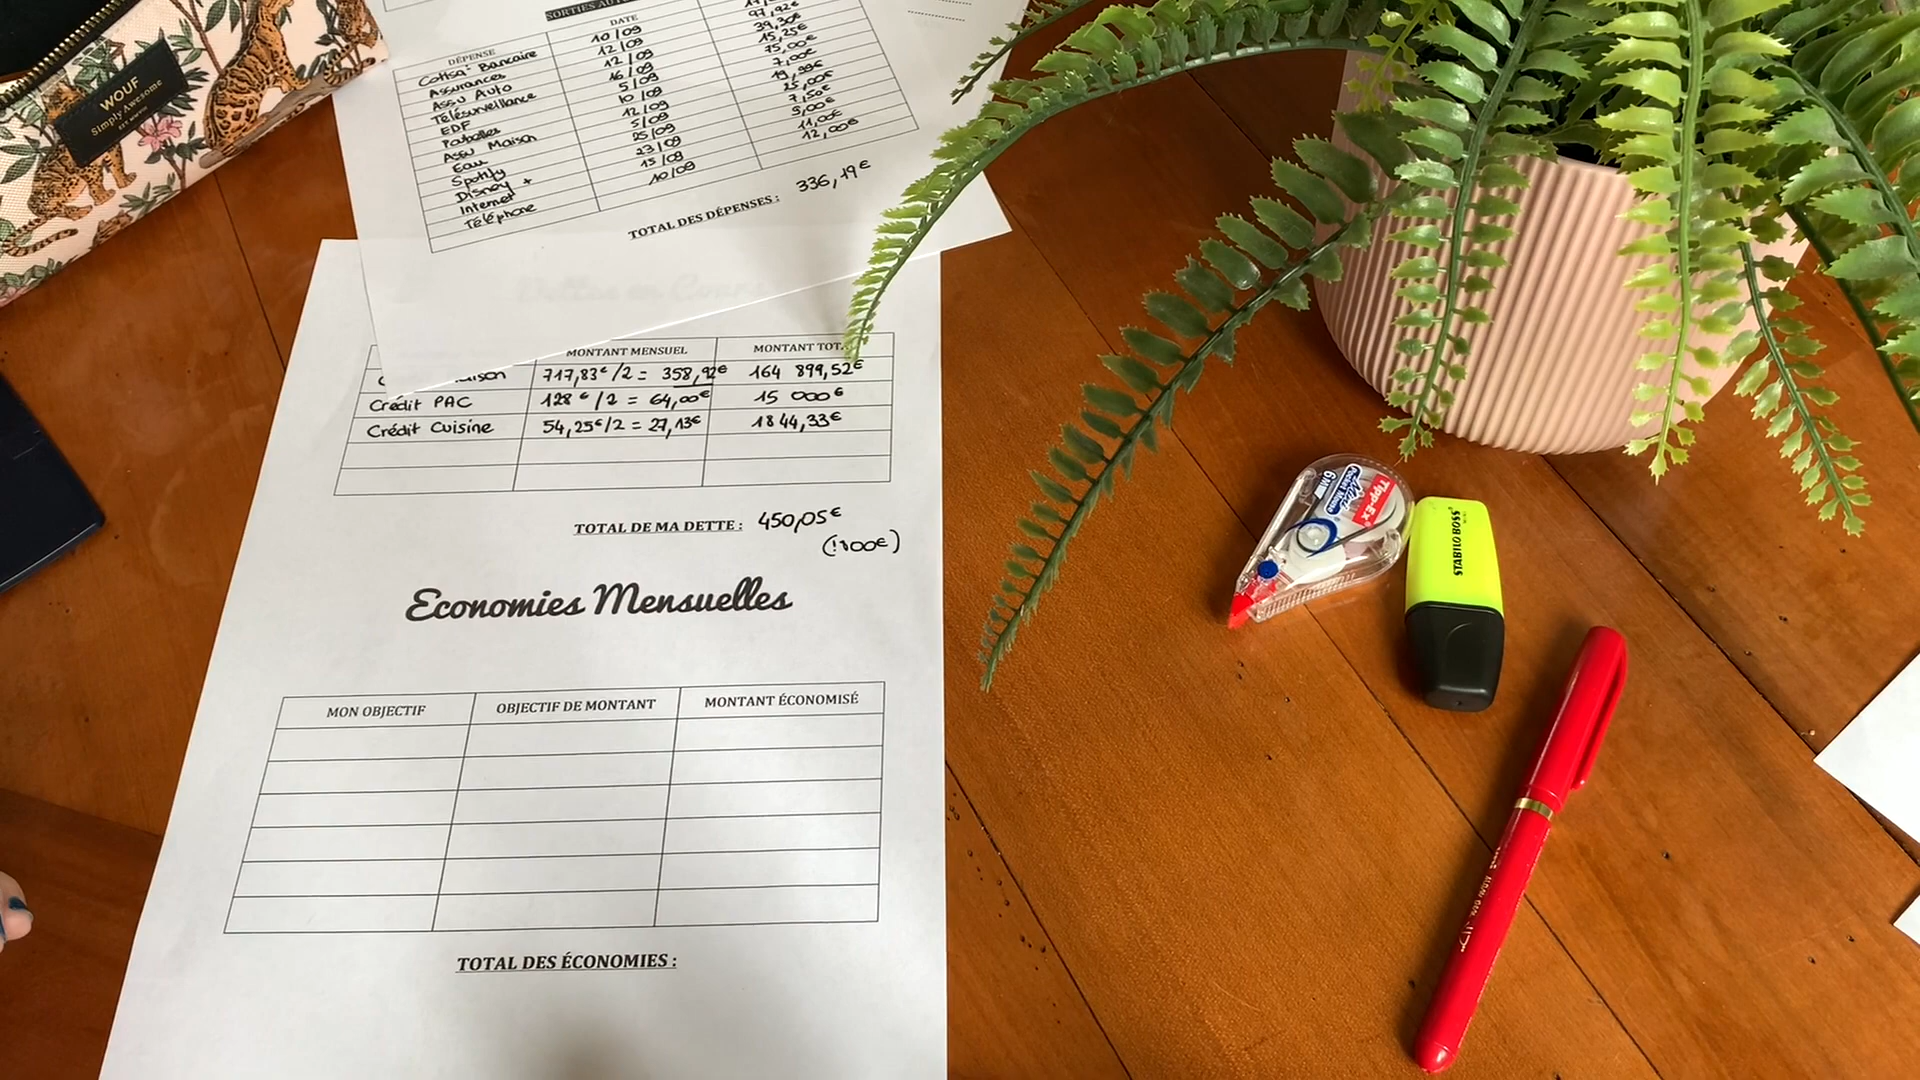 SORTIES
DÉPENSE DATE
Cotisa° Bancaire 10/09
Assurances 12/09 97,92€
Assu Auto 12/09 39,30€
Télésurveillance 16/09 15,25€
EDF 5/09 75,00€
Poubelles 10/09 7,00€
Assu Maison 12/09 19,99€
Eau 5/09 25,00€
Spotify 25/09 7,50€
Disney + 23/09 9,00€
Internet 15/09 11,00€
Téléphone 10/09 12,00€
TOTAL DES DÉPENSES : 336,19€
MONTANT MENSUEL MONTANT
717,83€/2 = 358,92€ 164 899,52€
Crédit PAC 128€/2 = 64,00€ 15 000€
Crédit Cuisine 54,25€/2 = 27,13€ 1844,33€
TOTAL DE MA DETTE : 450,05€
Economies Mensuelles
MON OBJECTIF OBJECTIF DE MONTANT MONTANT ÉCONOMISÉ
TOTAL DES ÉCONOMIES :
WOUF
Simply Awesome
Tipp-Ex
STABILO BOSS